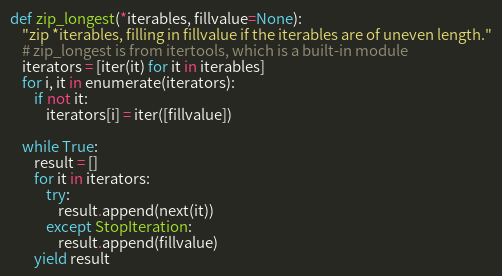 def zip_longest(*iterables, fillvalue=None):
    "zip *iterables, filling in fillvalue if the iterables are of uneven length."
    # zip_longest is from itertools, which is a built-in module
    iterators = [iter(it) for it in iterables]
    for i, it in enumerate(iterators):
        if not it:
            iterators[i] = iter([fillvalue])

    while True:
        result = []
        for it in iterators:
            try:
                result.append(next(it))
            except StopIteration:
                result.append(fillvalue)
        yield result